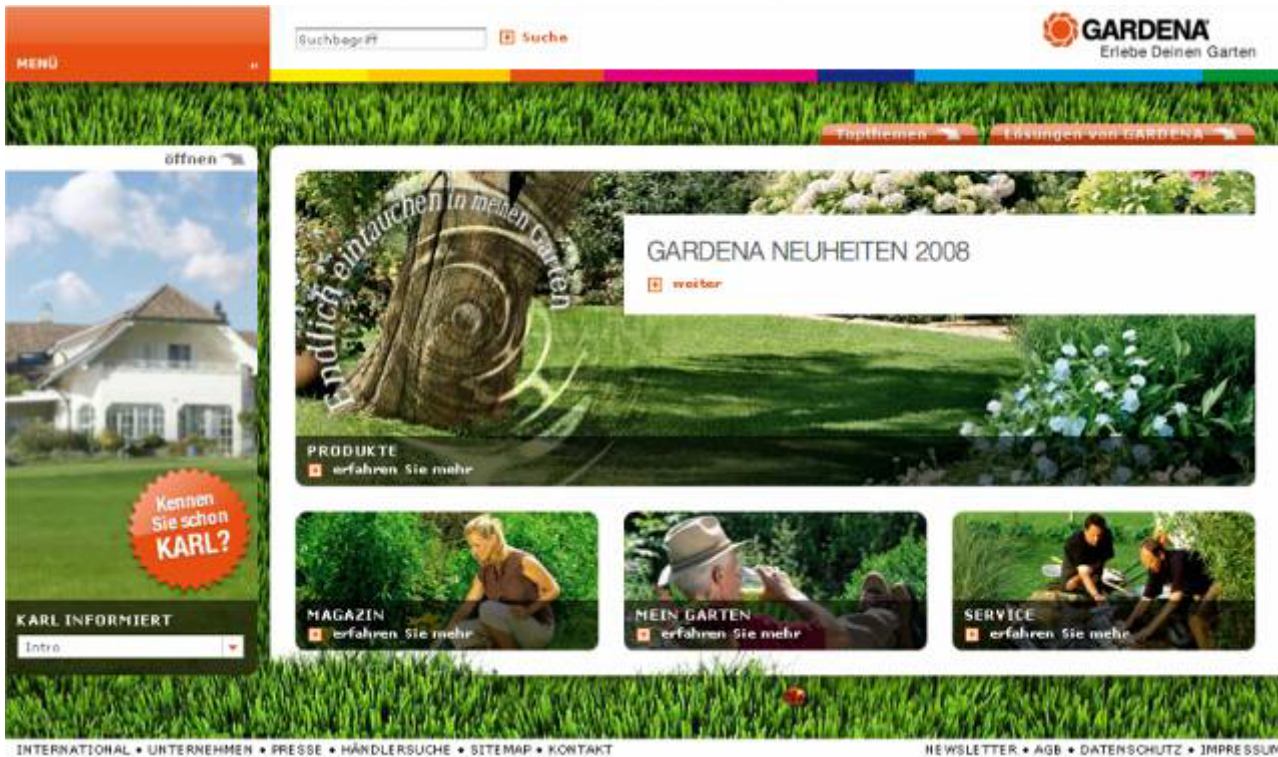 MENÜ
Suchbegriff
Suche
GARDENA
Erlebe Deinen Garten
Topthemen
Lösungen von GARDENA
öffnen
Endlich eintauchen in meinen Garten
GARDENA NEUHEITEN 2008
weiter
PRODUKTE
erfahren Sie mehr
Kennen
Sie schon
KARL?
KARL INFORMIERT
Intro
MAGAZIN
erfahren Sie mehr
MEIN GARTEN
erfahren Sie mehr
SERVICE
erfahren Sie mehr
INTERNATIONAL • UNTERNEHMEN • PRESSE • HÄNDLERSUCHE • SITEMAP • KONTAKT
NEWSLETTER • AGB • DATENSCHUTZ • IMPRESSUM